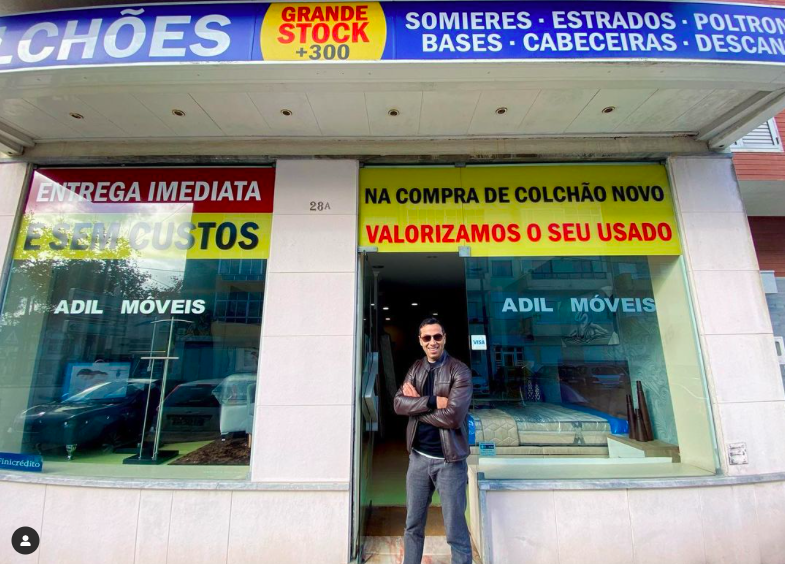 LCHÕES
GRANDE
STOCK
+300
SOMIERES · ESTRADOS · POLTRON
BASES · CABECEIRAS · DESCAN
ENTREGA IMEDIATA
E SEM CUSTOS
28A
NA COMPRA DE COLCHÃO NOVO
VALORIZAMOS O SEU USADO
ADIL MÓVEIS
ADIL MÓVEIS
VISA
Finicrédito